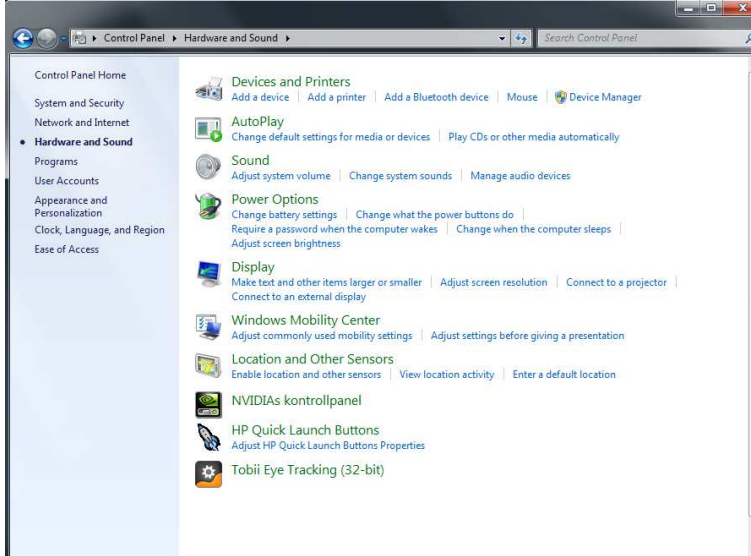 Control Panel Hardware and Sound
Search Control Panel
Control Panel Home
System and Security
Network and Internet
Hardware and Sound
Programs
User Accounts
Appearance and
Personalization
Clock, Language, and Region
Ease of Access
Devices and Printers
Add a device Add a printer Add a Bluetooth device Mouse Device Manager
AutoPlay
Change default settings for media or devices Play CDs or other media automatically
Sound
Adjust system volume Change system sounds Manage audio devices
Power Options
Change battery settings Change what the power buttons do
Require a password when the computer wakes Change when the computer sleeps
Adjust screen brightness
Display
Make text and other items larger or smaller Adjust screen resolution Connect to a projector
Connect to an external display
Windows Mobility Center
Adjust commonly used mobility settings Adjust settings before giving a presentation
Location and Other Sensors
Enable location and other sensors View location activity Enter a default location
NVIDIAs kontrollpanel
HP Quick Launch Buttons
Adjust HP Quick Launch Buttons Properties
Tobii Eye Tracking (32-bit)